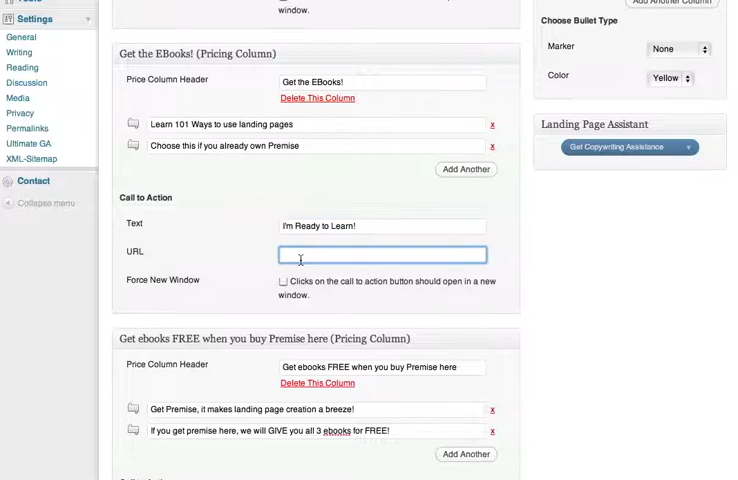 window.
Add Another Column
Settings
General
Writing
Reading
Discussion
Media
Privacy
Permalinks
Ultimate GA
XML-Sitemap
Contact
Collapse menu
Get the EBooks! (Pricing Column)
Price Column Header
Get the EBooks!
Delete This Column
Learn 101 Ways to use landing pages
x
Choose this if you already own Premise
x
Add Another
Call to Action
Text
I'm Ready to Learn!
URL
Force New Window
Clicks on the call to action button should open in a new
window.
Get ebooks FREE when you buy Premise here (Pricing Column)
Price Column Header
Get ebooks FREE when you buy Premise here
Delete This Column
Get Premise, it makes landing page creation a breeze!
x
If you get premise here, we will GIVE you all 3 ebooks for FREE!
x
Add Another
Choose Bullet Type
Marker
None
Color
Yellow
Landing Page Assistant
Get Copywriting Assistance